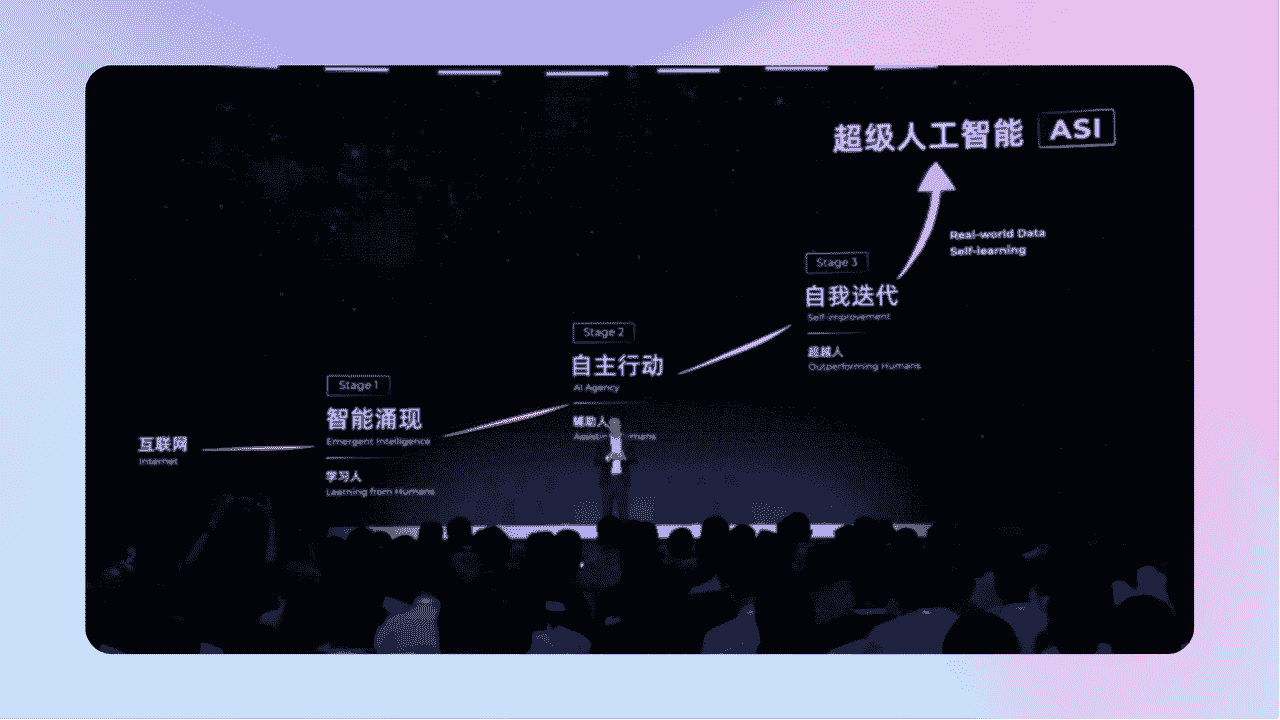 超级人工智能 ASI
Real-world Data
Self-learning
Stage 3
自我迭代
Self-improvement
超越人
Outperforming Humans
Stage 2
自主行动
AI Agency
辅助人
Stage 1
智能涌现
Emergent Intelligence
学习人
Learning from Humans
互联网
Internet